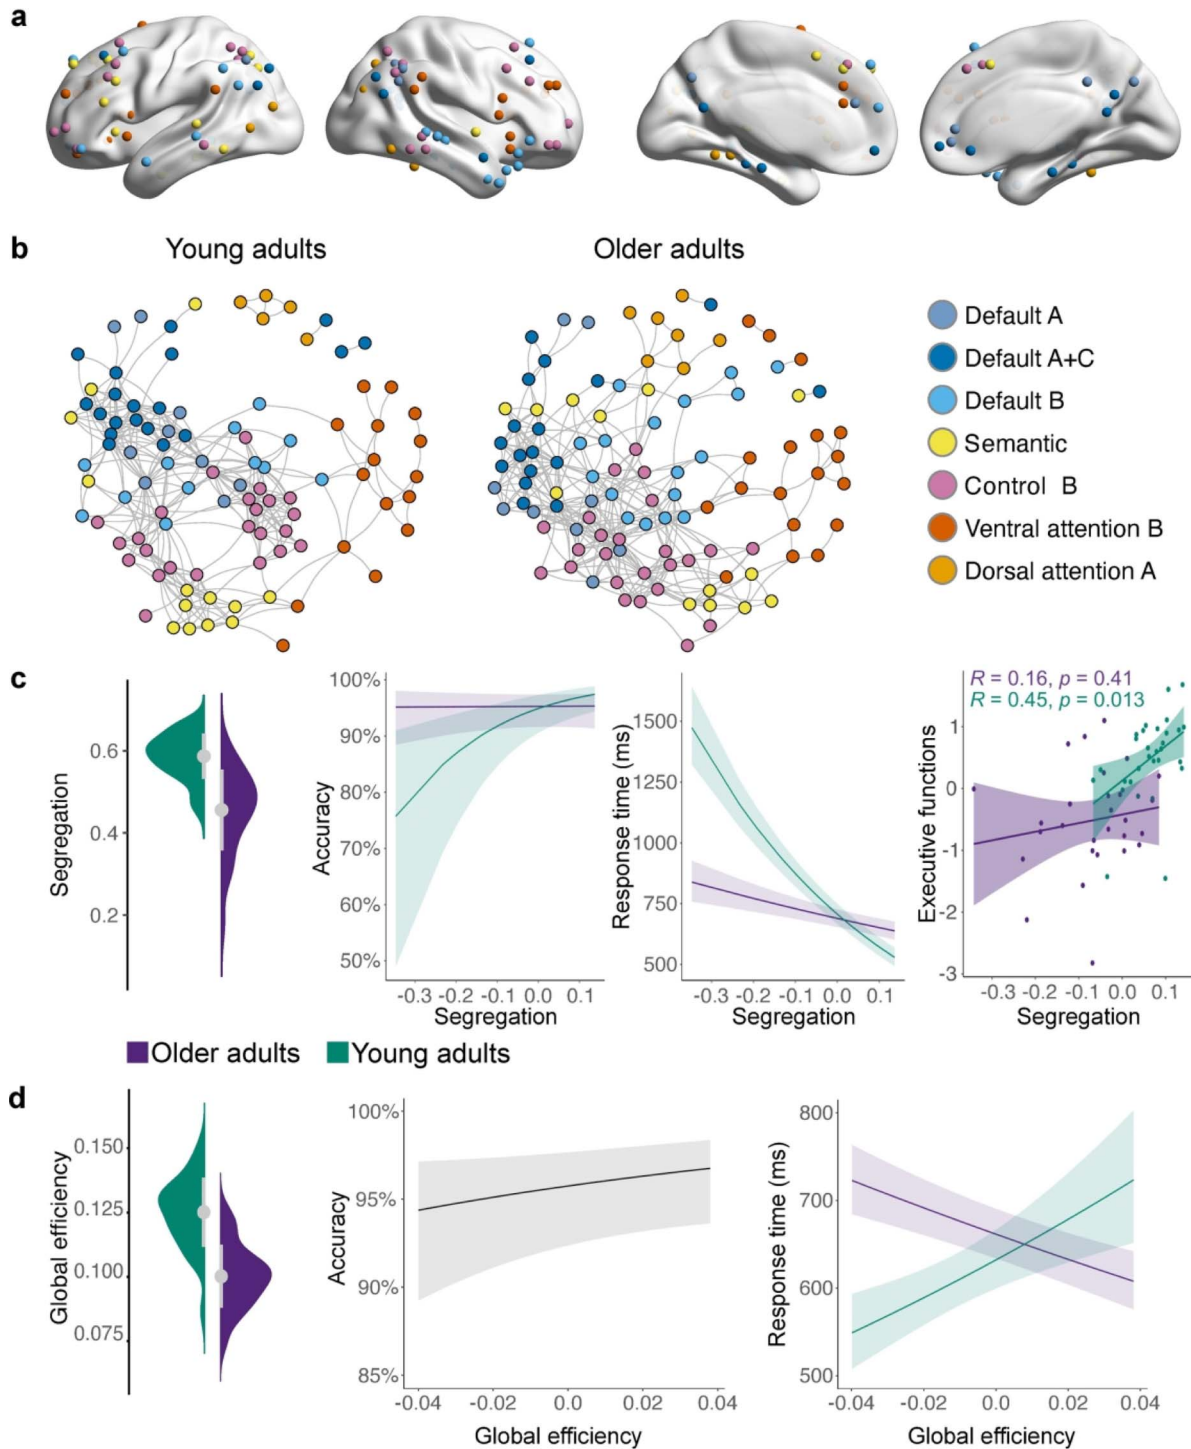 a
b
Young adults
Older adults
Default A
Default A+C
Default B
Semantic
Control B
Ventral attention B
Dorsal attention A
c
Segregation
0.6
0.4
0.2
Accuracy
100%
90%
80%
70%
60%
50%
-0.3 -0.2 -0.1 0.0 0.1
Segregation
Response time (ms)
1500
1250
1000
750
500
-0.3 -0.2 -0.1 0.0 0.1
Segregation
R = 0.16, p = 0.41
R = 0.45, p = 0.013
Executive functions
1
0
-1
-2
-3
-0.3 -0.2 -0.1 0.0 0.1
Segregation
Older adults
Young adults
d
Global efficiency
0.150
0.125
0.100
0.075
Accuracy
100%
95%
90%
85%
-0.04 -0.02 0.0 0.02 0.04
Global efficiency
Response time (ms)
800
700
600
500
-0.04 -0.02 0.0 0.02 0.04
Global efficiency